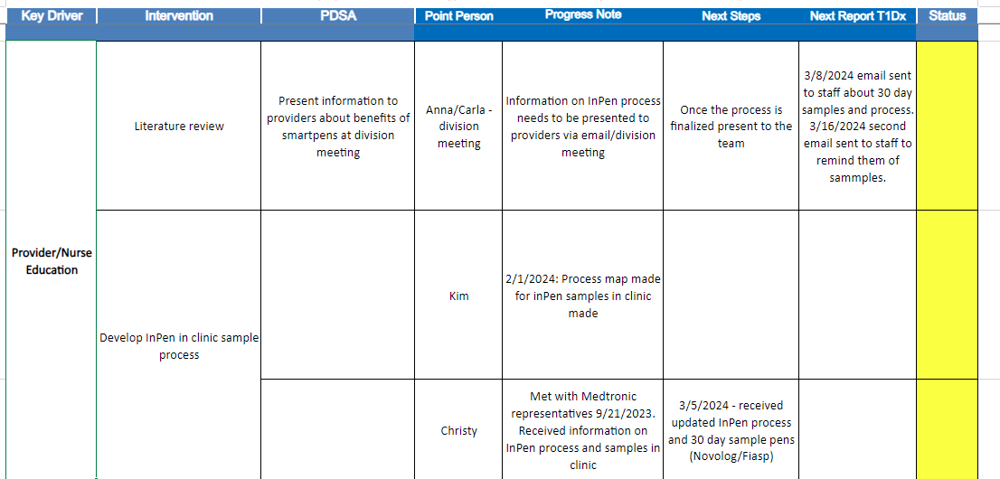 Key Driver Intervention PDSA Point Person Progress Note Next Steps Next Report T1Dx Status
Provider/Nurse
Education
Literature review
Present information to
providers about benefits of
smartpens at division
meeting
Anna/Carla -
division
meeting
Information on InPen process
needs to be presented to
providers via email/division
meeting
Once the process is
finalized present to the
team
3/8/2024 email sent
to staff about 30 day
samples and process.
3/16/2024 second
email sent to staff to
remind them of
sammples.
Develop InPen in clinic sample
process
Kim
2/1/2024: Process map made
for inPen samples in clinic
made
Christy
Met with Medtronic
representatives 9/21/2023.
Received information on
InPen process and samples in
clinic
3/5/2024 - received
updated InPen process
and 30 day sample pens
(Novolog/Fiasp)